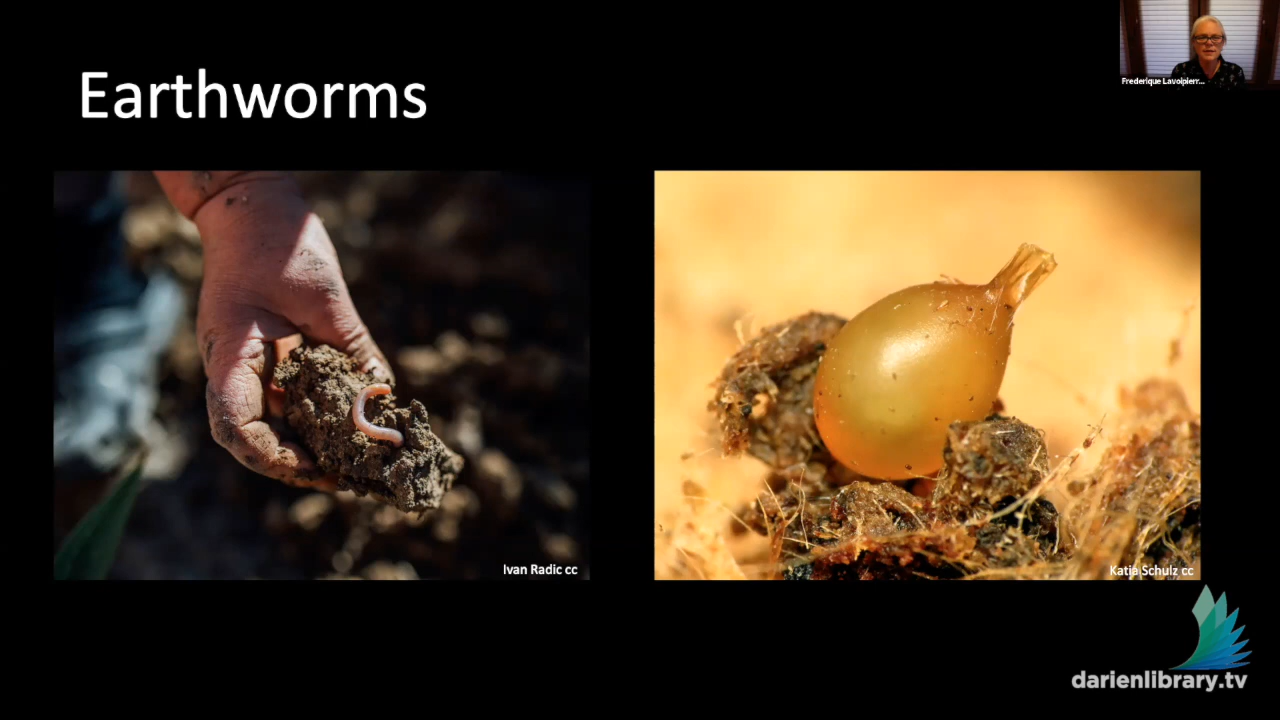 Earthworms
Frederique Lavoipierr...
Ivan Radic cc
Katja Schulz cc
darienlibrary.tv